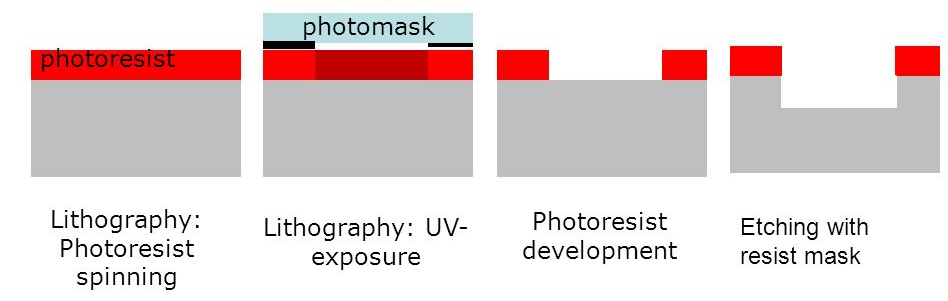 photoresist
photomask
Lithography:
Photoresist
spinning
Lithography: UV-
exposure
Photoresist
development
Etching with
resist mask